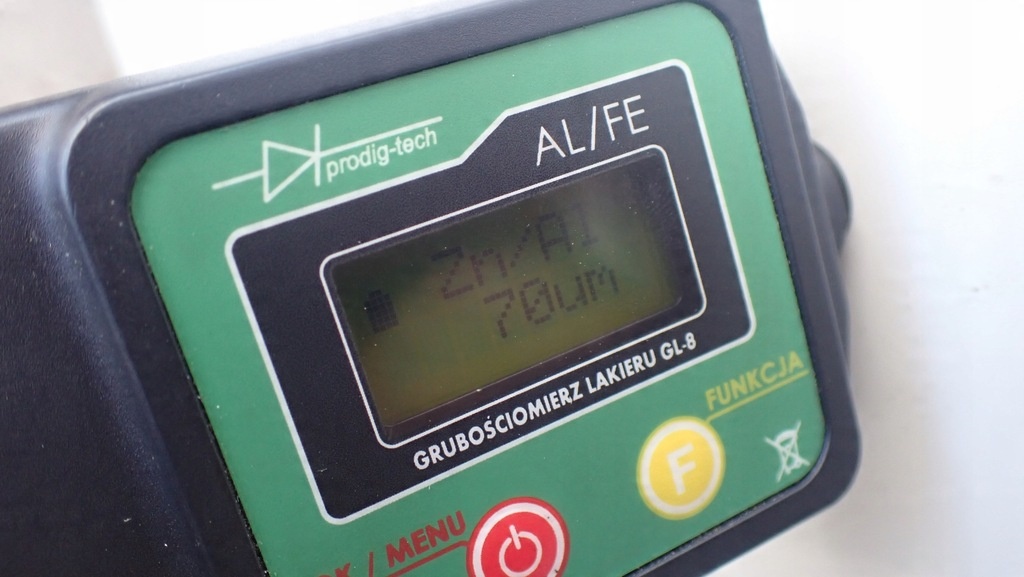 prodig-tech
AL/FE
Zn/Al
70um
GRUBOŚCIOMIERZ LAKIERU GL-8
FUNKCJA
F
/ MENU